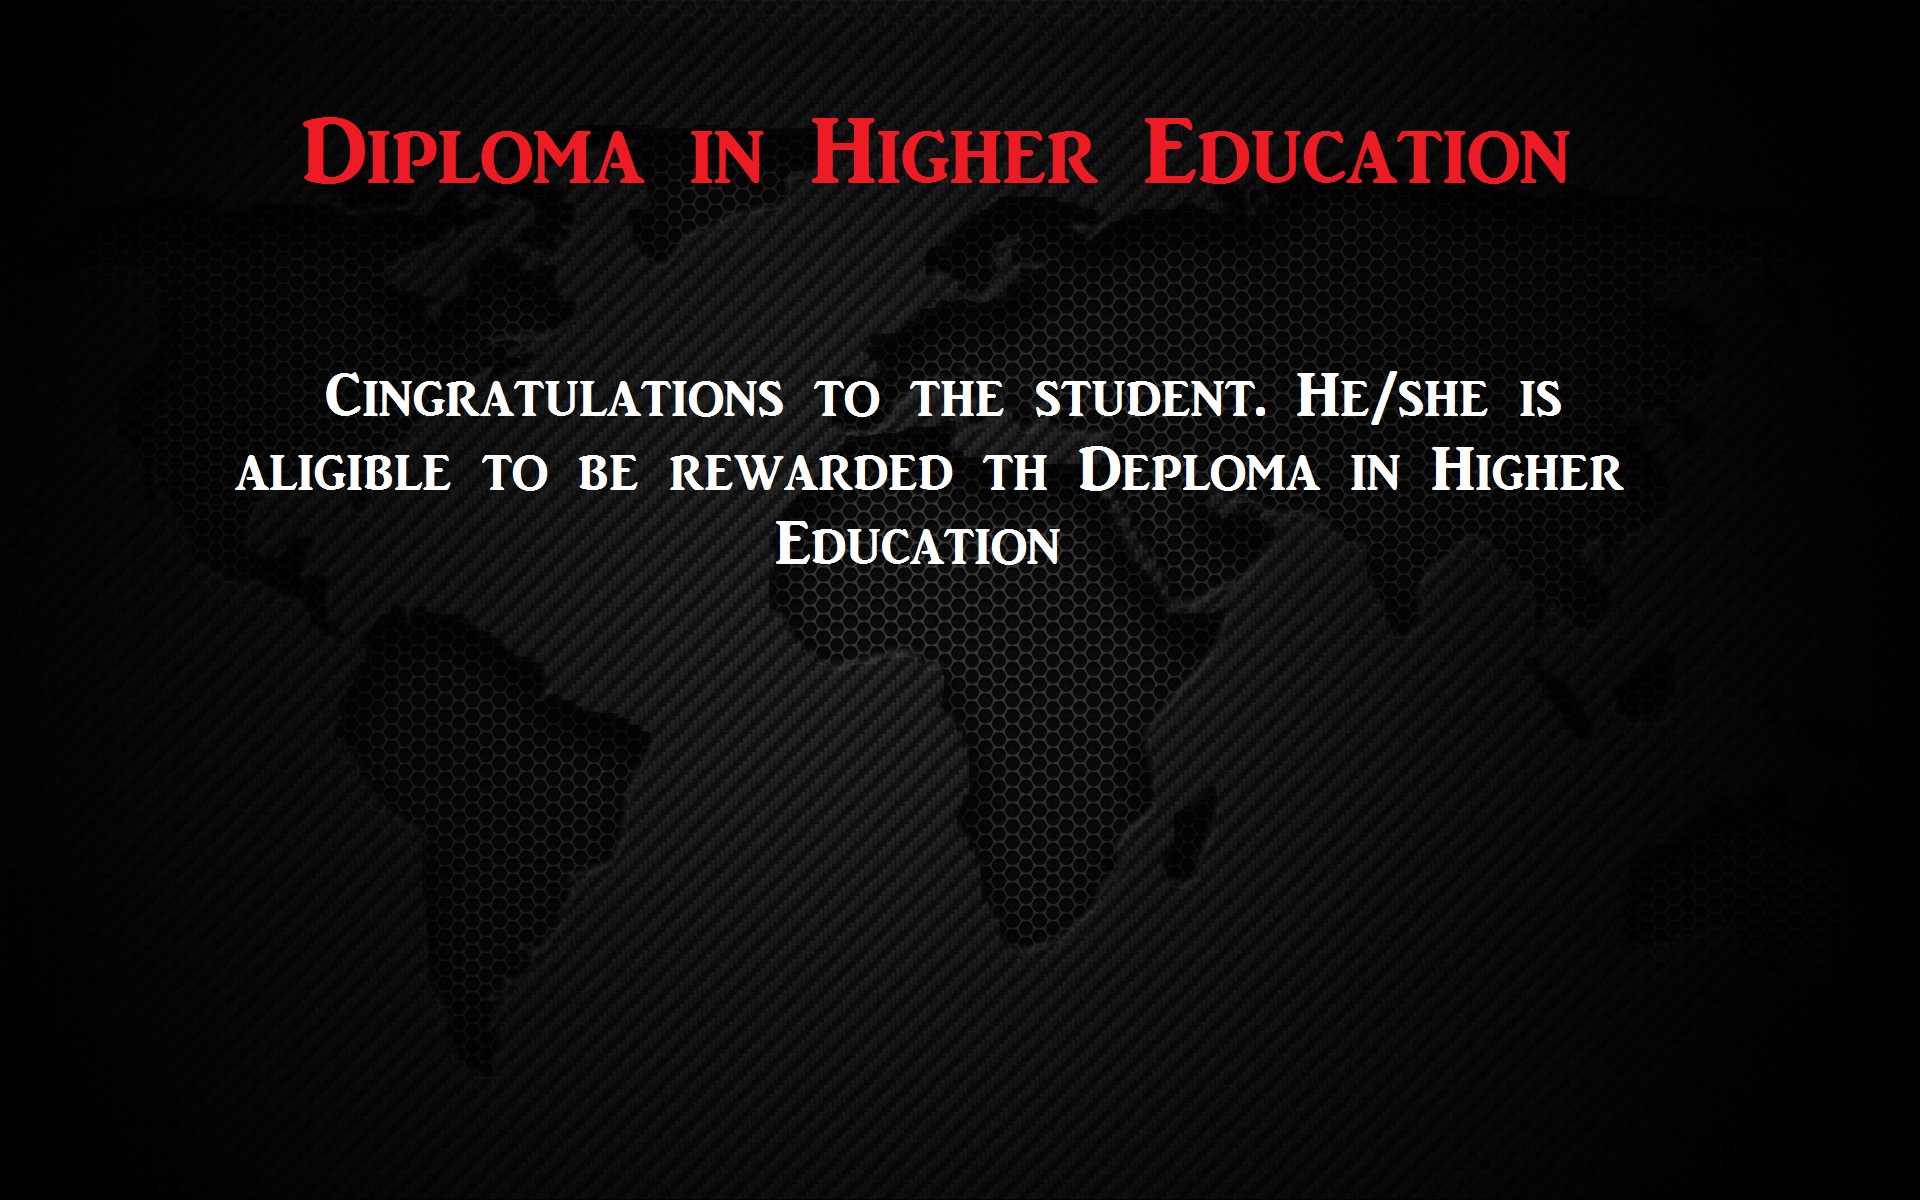 Diploma in Higher Education
Cingratulations to the student. He/she is
aligible to be rewarded th Deploma in Higher
Education